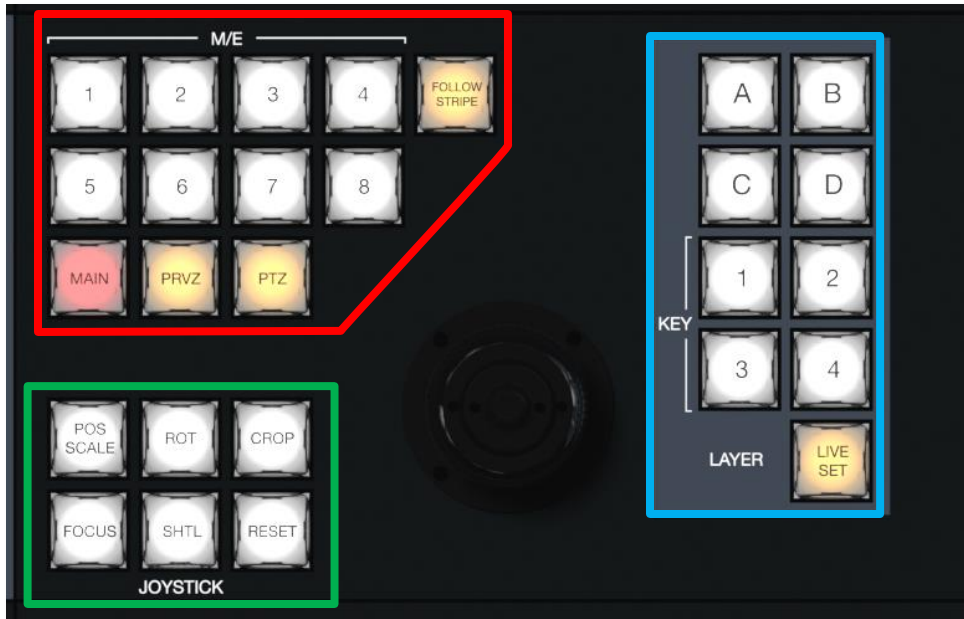 M/E
1 2 3 4 FOLLOW
STRIPE
5 6 7 8
MAIN PRVZ PTZ
POS
SCALE ROT CROP
FOCUS SHTL RESET
JOYSTICK
A B
C D
1 2
KEY
3 4
LAYER LIVE
SET